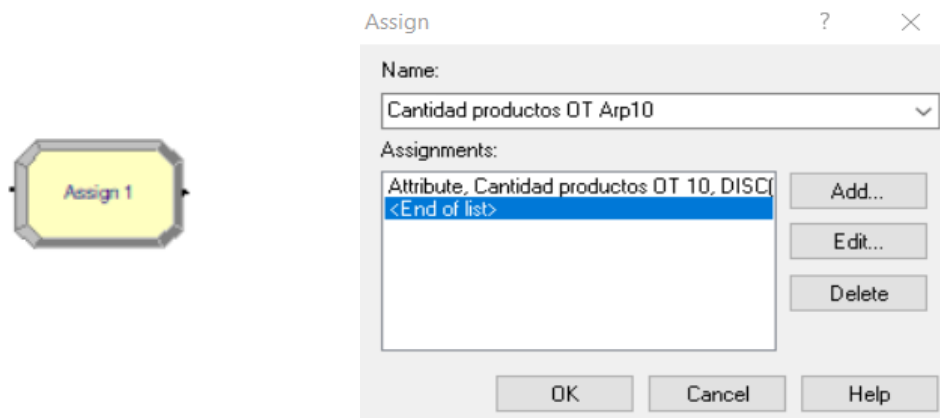 Assign
?
Name:
Cantidad productos OT Arp10
Assignments:
Attribute, Cantidad productos OT 10, DISC(
<End of list>
Add...
Edit...
Delete
Assign 1
OK
Cancel
Help